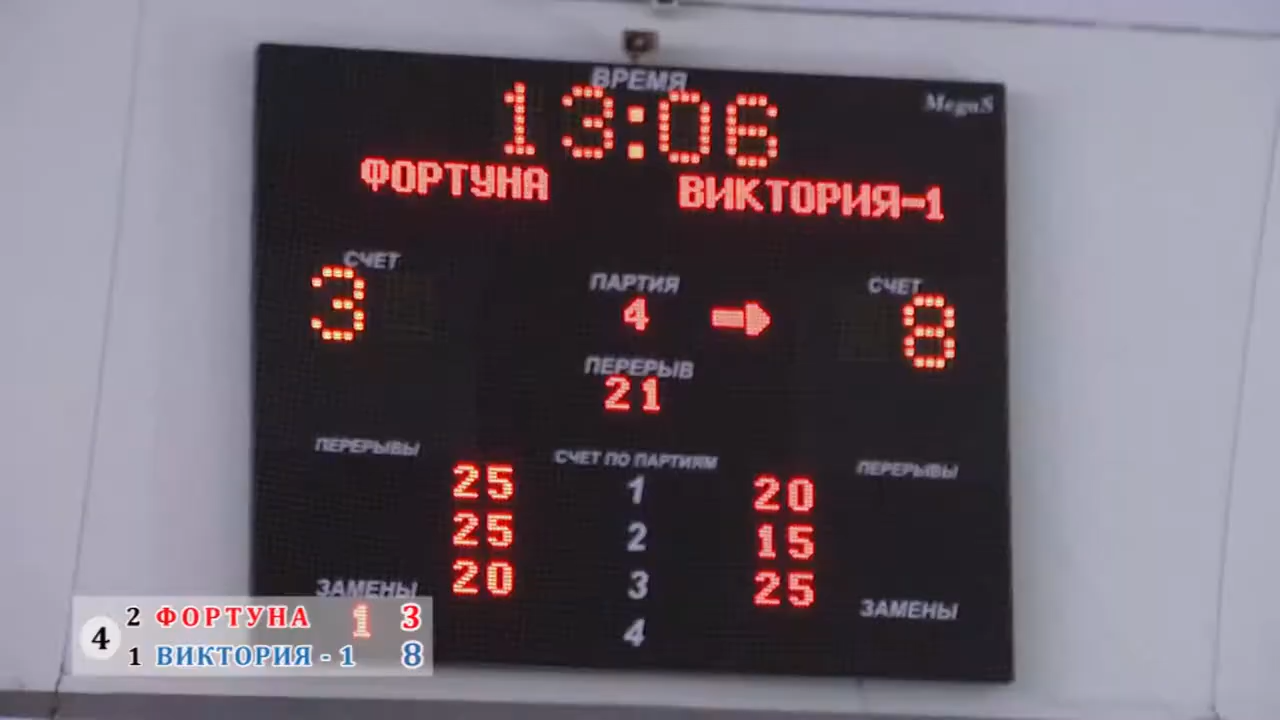 ВРЕМЯ
MegaS
13:06
ФОРТУНА ВИКТОРИЯ-1
СЧЕТ ПАРТИЯ СЧЕТ
3 4 8
ПЕРЕРЫВ
21
ПЕРЕРЫВЫ СЧЕТ ПО ПАРТИЯМ ПЕРЕРЫВЫ
25 1 20
25 2 15
20 3 25
ЗАМЕНЫ 4 ЗАМЕНЫ
1
4
2 ФОРТУНА 3
1 ВИКТОРИЯ - 1 8